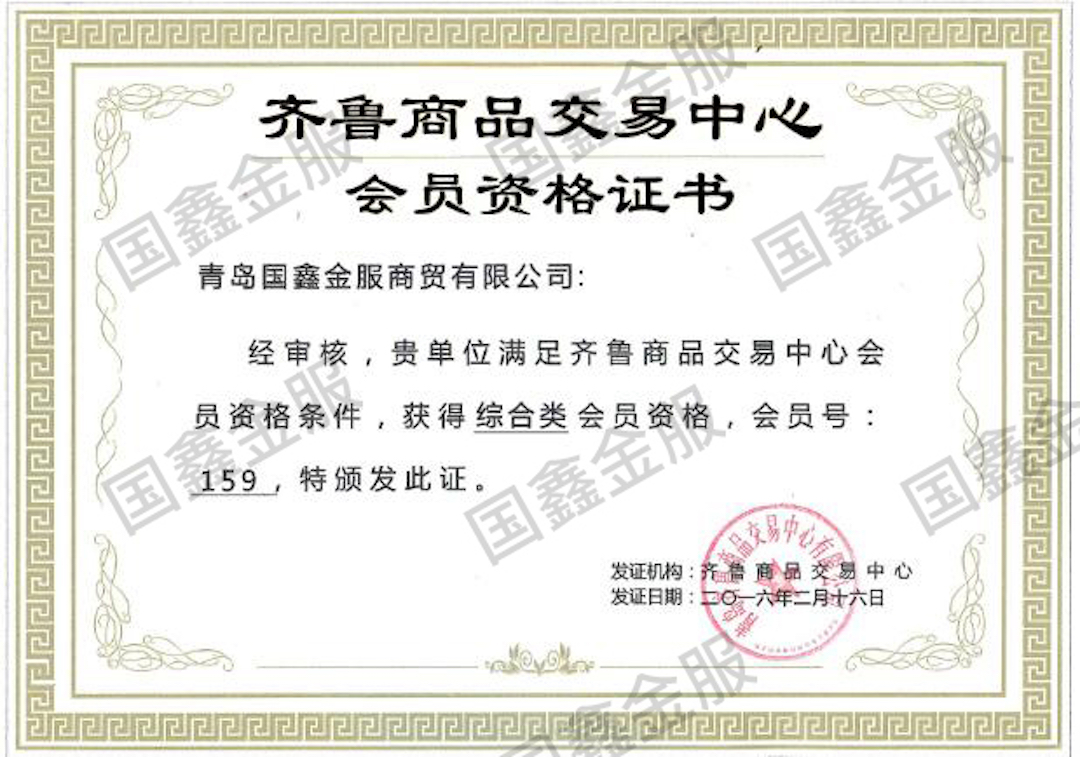 齐鲁商品交易中心
会员资格证书
青岛国鑫金服商贸有限公司:
经审核，贵单位满足齐鲁商品交易中心会
员资格条件，获得综合类会员资格，会员号：
159，特颁发此证。
发证机构：齐鲁商品交易中心
发证日期：二〇一六年二月十六日
青岛齐鲁商品交易中心有限公司
国鑫金服
国鑫金服
国鑫金服
国鑫金服
国鑫金服
国鑫金服
国鑫金服